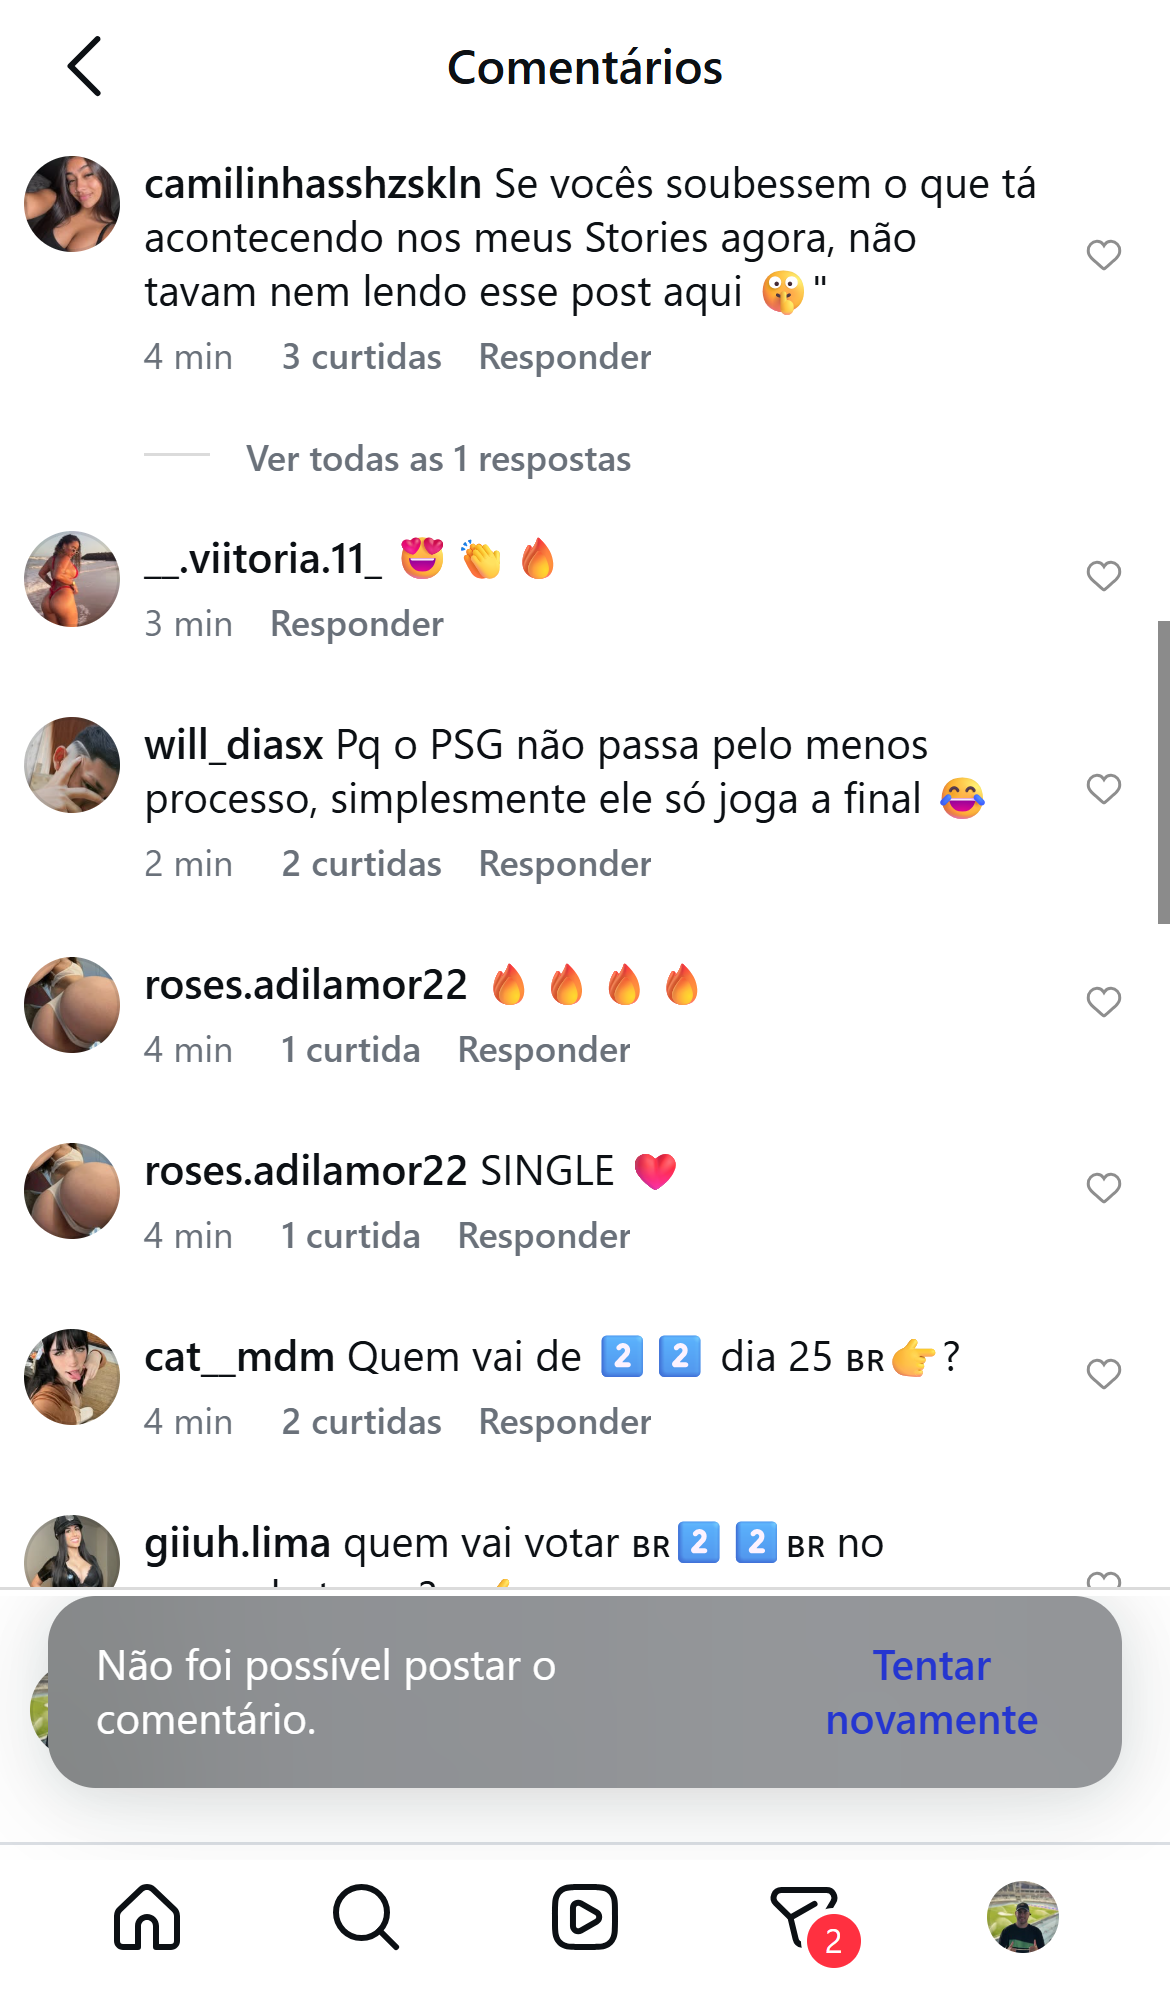 Comentários
camilinhasshzskln Se vocês soubessem o que tá
acontecendo nos meus Stories agora, não
tavam nem lendo esse post aqui 🤫"
4 min 3 curtidas Responder
Ver todas as 1 respostas
__.viitoria.11_ 😍👏🔥
3 min Responder
will_diasx Pq o PSG não passa pelo menos
processo, simplesmente ele só joga a final 😂
2 min 2 curtidas Responder
roses.adilamor22 🔥🔥🔥🔥
4 min 1 curtida Responder
roses.adilamor22 SINGLE ❤️
4 min 1 curtida Responder
cat__mdm Quem vai de 2️⃣2️⃣ dia 25 🇧🇷👉?
4 min 2 curtidas Responder
giiuh.lima quem vai votar 🇧🇷2️⃣2️⃣🇧🇷 no
Não foi possível postar o
comentário.
Tentar
novamente
2